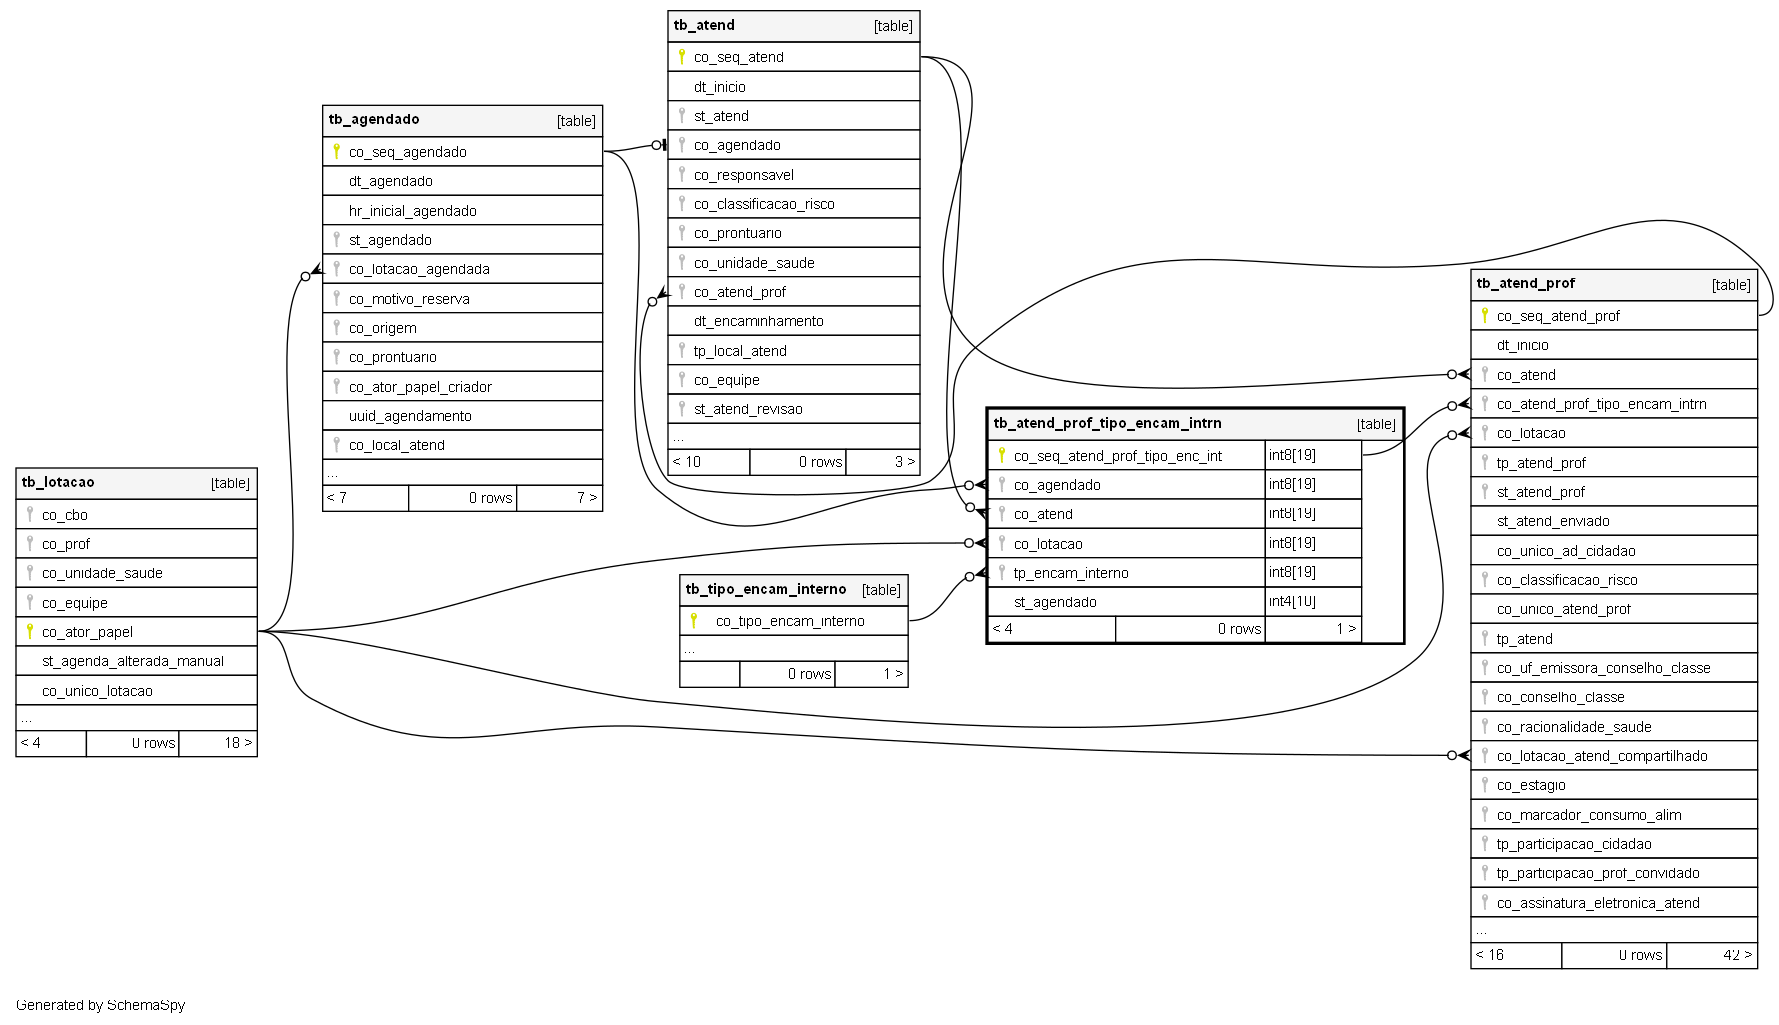 tb_atend [table]
co_seq_atend
dt_inicio
st_atend
co_agendado
co_responsavel
co_classificacao_risco
co_prontuario
co_unidade_saude
co_atend_prof
dt_encaminhamento
tp_local_atend
co_equipe
st_atend_revisao
...
< 10 0 rows 3 >
tb_agendado [table]
co_seq_agendado
dt_agendado
hr_inicial_agendado
st_agendado
co_lotacao_agendada
co_motivo_reserva
co_origem
co_prontuario
co_ator_papel_criador
uuid_agendamento
co_local_atend
...
< 7 0 rows 7 >
tb_lotacao [table]
co_cbo
co_prof
co_unidade_saude
co_equipe
co_ator_papel
st_agenda_alterada_manual
co_unico_lotacao
...
< 4 0 rows 18 >
tb_tipo_encam_interno [table]
co_tipo_encam_interno
...
0 rows 1 >
tb_atend_prof_tipo_encam_intrn [table]
co_seq_atend_prof_tipo_enc_int int8[19]
co_agendado int8[19]
co_atend int8[19]
co_lotacao int8[19]
tp_encam_interno int8[19]
st_agendado int4[10]
< 4 0 rows 1 >
tb_atend_prof [table]
co_seq_atend_prof
dt_inicio
co_atend
co_atend_prof_tipo_encam_intrn
co_lotacao
tp_atend_prof
st_atend_prof
st_atend_enviado
co_unico_ad_cidadao
co_classificacao_risco
co_unico_atend_prof
tp_atend
co_uf_emissora_conselho_classe
co_conselho_classe
co_racionalidade_saude
co_lotacao_atend_compartilhado
co_estagio
co_marcador_consumo_alim
tp_participacao_cidadao
tp_participacao_prof_convidado
co_assinatura_eletronica_atend
...
< 16 0 rows 42 >
Generated by SchemaSpy